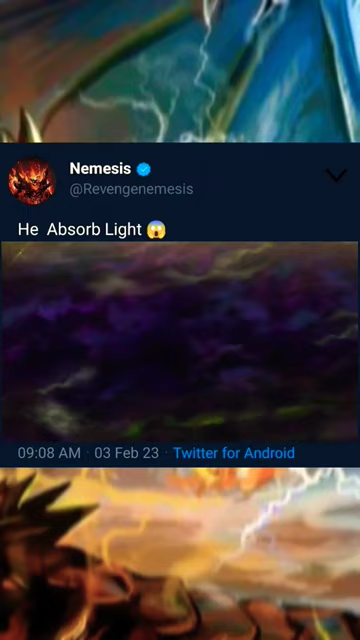 Nemesis
@Revengenemesis
He Absorb Light 😱
09:08 AM · 03 Feb 23 · Twitter for Android